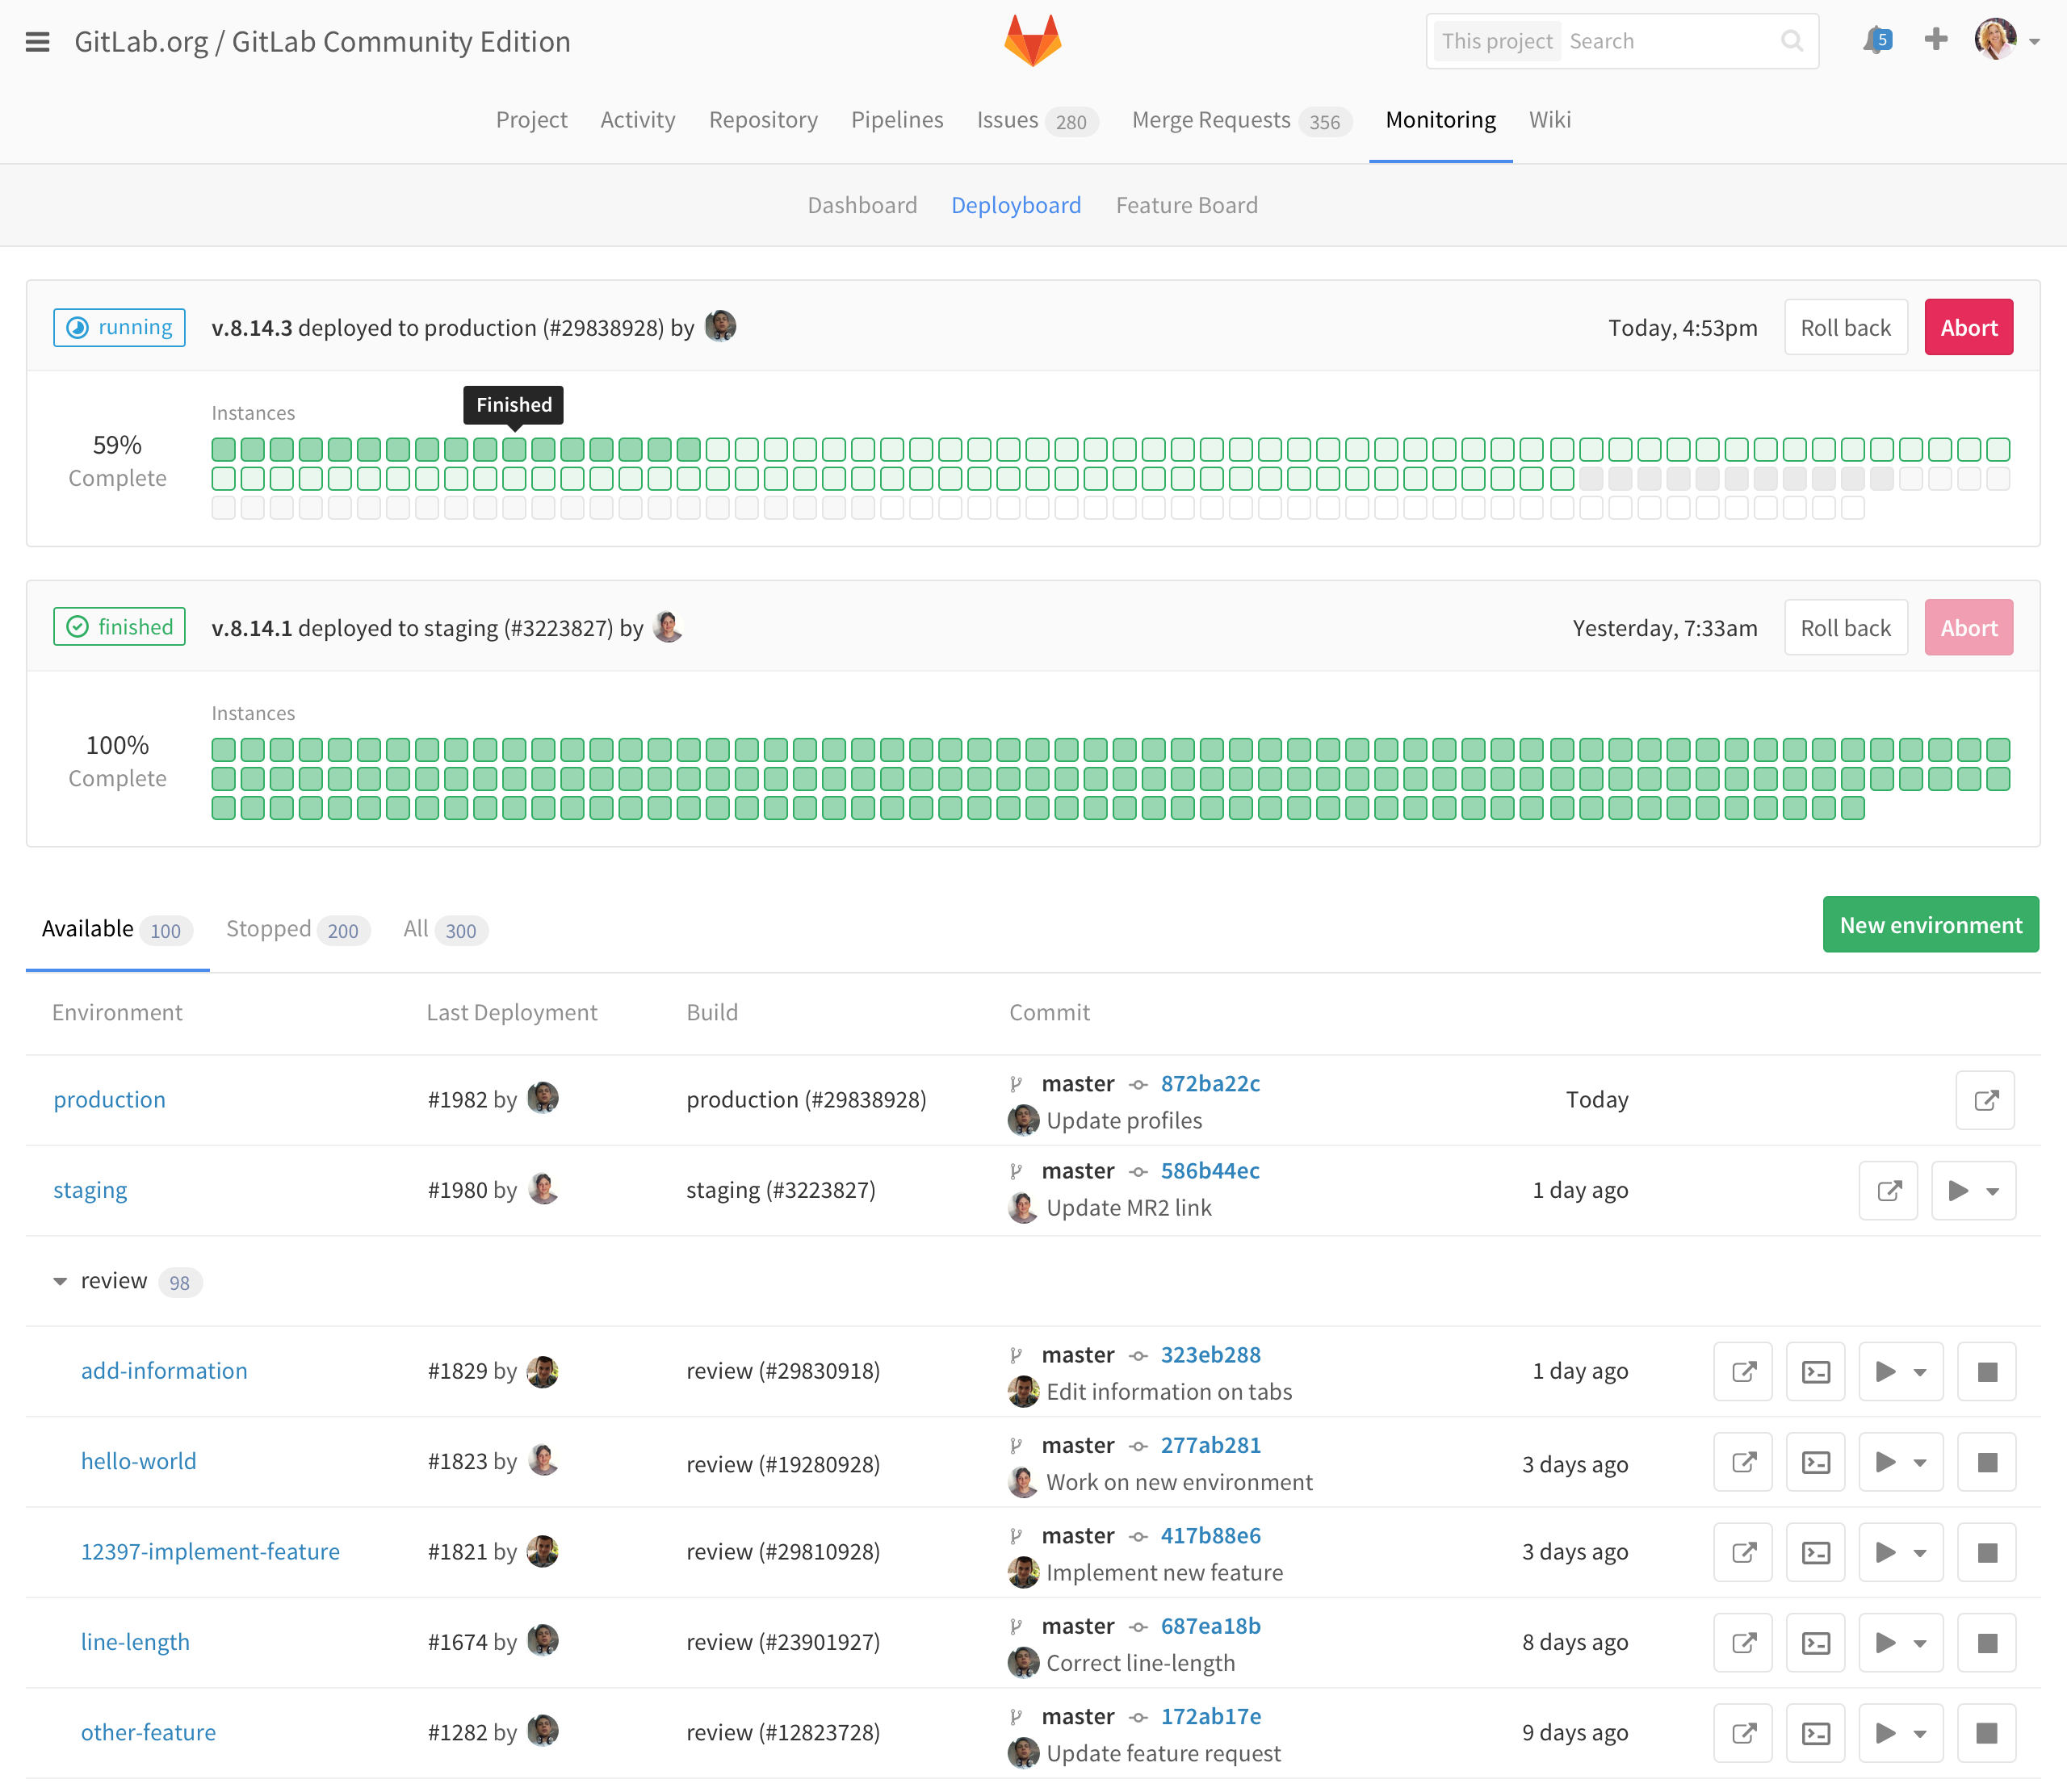 GitLab.org / GitLab Community Edition
This project Search
5
Project Activity Repository Pipelines Issues 280 Merge Requests 356 Monitoring Wiki
Dashboard Deployboard Feature Board
running v.8.14.3 deployed to production (#29838928) by Today, 4:53pm Roll back Abort
Finished
Instances
59%
Complete
finished v.8.14.1 deployed to staging (#3223827) by Yesterday, 7:33am Roll back Abort
Instances
100%
Complete
Available 100 Stopped 200 All 300 New environment
Environment Last Deployment Build Commit
production #1982 by production (#29838928) master 872ba22c Today
Update profiles
staging #1980 by staging (#3223827) master 586b44ec 1 day ago
Update MR2 link
review 98
add-information #1829 by review (#29830918) master 323eb288 1 day ago
Edit information on tabs
hello-world #1823 by review (#19280928) master 277ab281 3 days ago
Work on new environment
12397-implement-feature #1821 by review (#29810928) master 417b88e6 3 days ago
Implement new feature
line-length #1674 by review (#23901927) master 687ea18b 8 days ago
Correct line-length
other-feature #1282 by review (#12823728) master 172ab17e 9 days ago
Update feature request